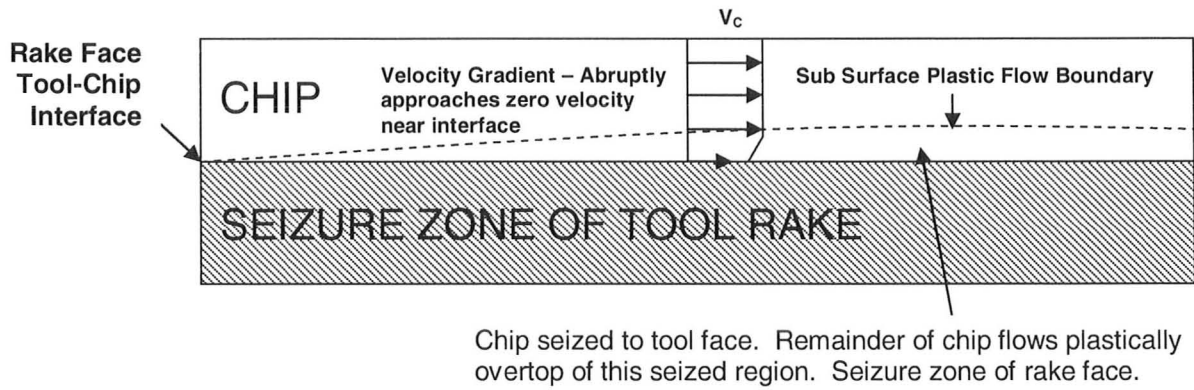 V_C
Rake Face
Tool-Chip
Interface
CHIP
Velocity Gradient – Abruptly
approaches zero velocity
near interface
Sub Surface Plastic Flow Boundary
SEIZURE ZONE OF TOOL RAKE
Chip seized to tool face. Remainder of chip flows plastically
overtop of this seized region. Seizure zone of rake face.